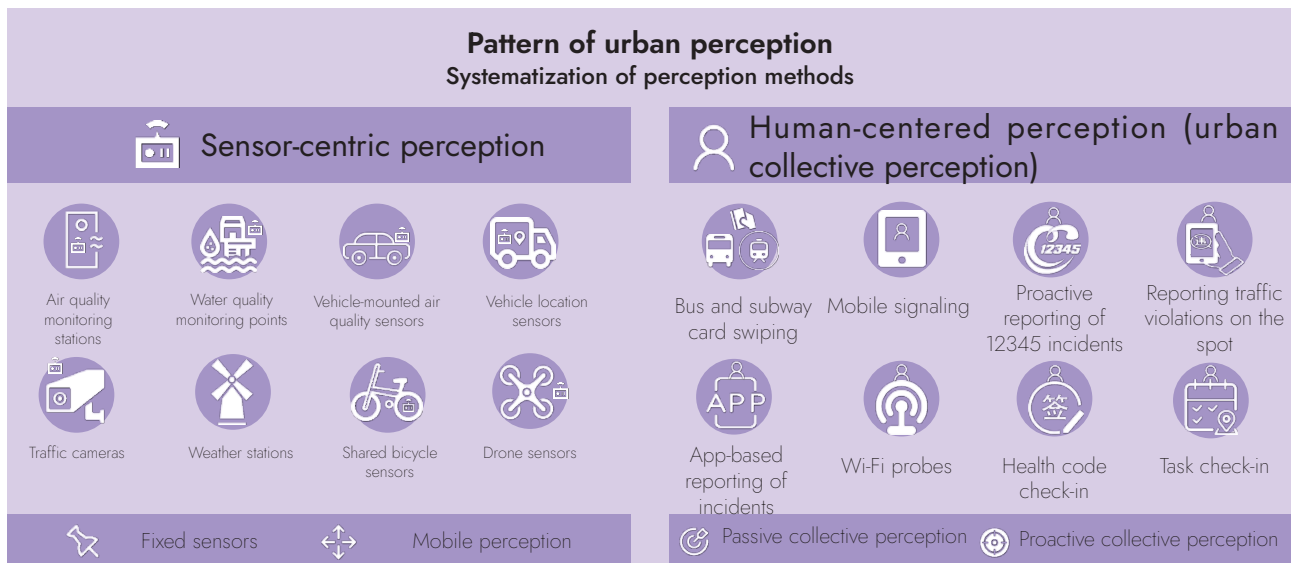 Pattern of urban perception
Systematization of perception methods
Sensor-centric perception
Human-centered perception (urban
collective perception)
Air quality
monitoring
stations
Water quality
monitoring points
Vehicle-mounted air
quality sensors
Vehicle location
sensors
Traffic cameras
Weather stations
Shared bicycle
sensors
Drone sensors
Fixed sensors
Mobile perception
Bus and subway
card swiping
Mobile signaling
12345
Proactive
reporting of
12345 incidents
Reporting traffic
violations on the
spot
APP
App-based
reporting of
incidents
Wi-Fi probes
签
Health code
check-in
Task check-in
Passive collective perception
Proactive collective perception